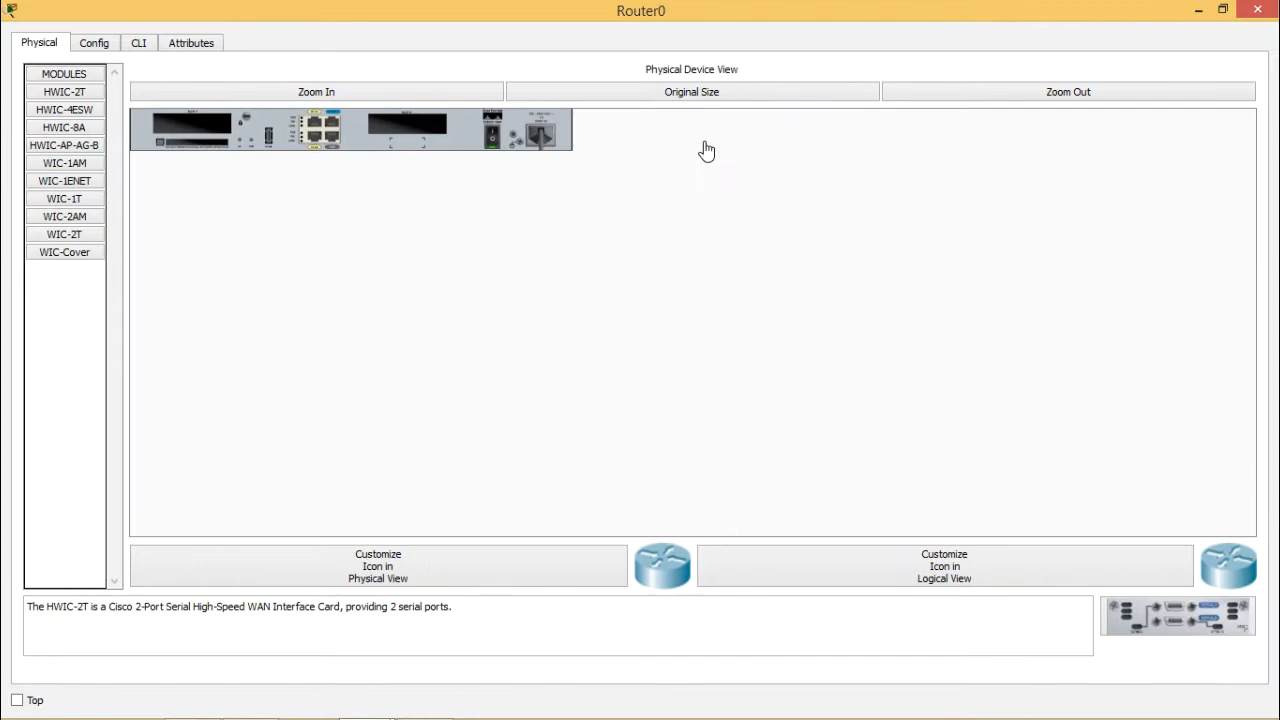 Router0
Physical
Config
CLI
Attributes
MODULES
HWIC-2T
HWIC-4ESW
HWIC-8A
HWIC-AP-AG-B
WIC-1AM
WIC-1ENET
WIC-1T
WIC-2AM
WIC-2T
WIC-Cover
Physical Device View
Zoom In
Original Size
Zoom Out
Customize
Icon in
Physical View
Customize
Icon in
Logical View
The HWIC-2T is a Cisco 2-Port Serial High-Speed WAN Interface Card, providing 2 serial ports.
Top